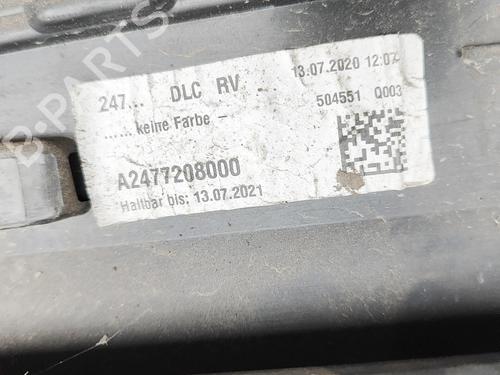 247... DLC RV ... 13.07.2020 12:07
504551 Q003
......keine Farbe -
A2477208000
Haltbar bis: 13.07.2021
B-PARTS